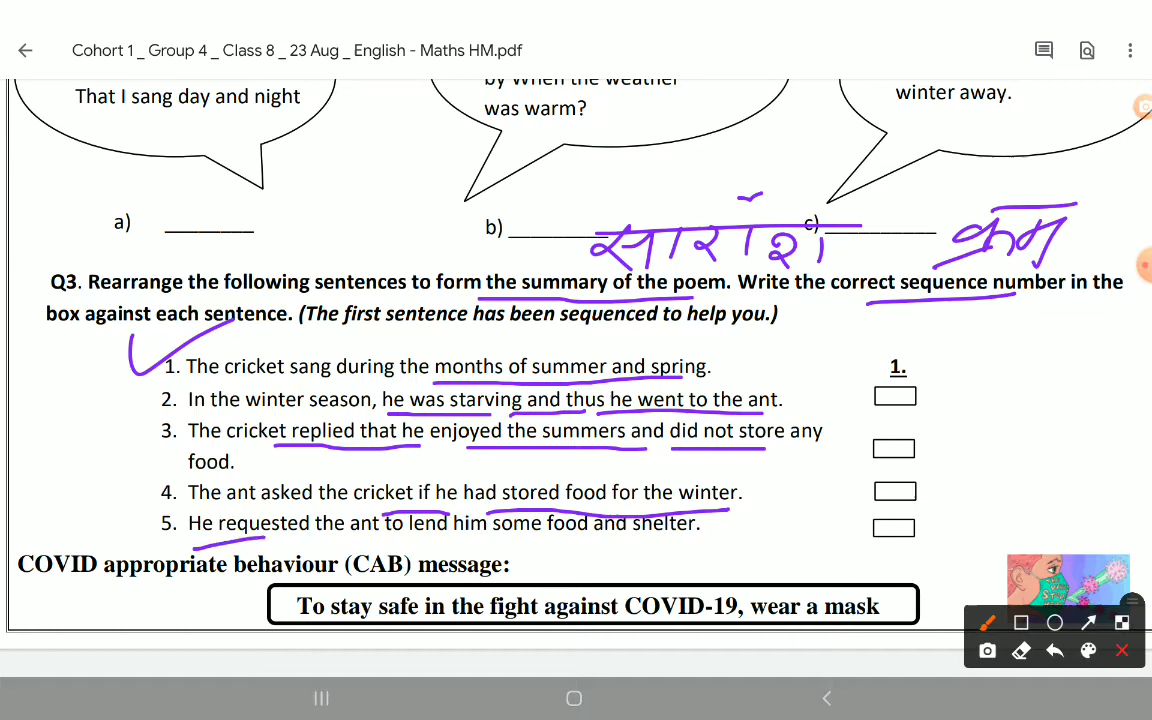 Cohort 1 _ Group 4 _ Class 8 _ 23 Aug _ English - Maths HM.pdf
That I sang day and night
by When the weather
was warm?
winter away.
a) ________
b) ________
c) ________
सारांश
क्रम
Q3. Rearrange the following sentences to form the summary of the poem. Write the correct sequence number in the
box against each sentence. (The first sentence has been sequenced to help you.)
1. The cricket sang during the months of summer and spring. 1.
2. In the winter season, he was starving and thus he went to the ant.
3. The cricket replied that he enjoyed the summers and did not store any
food.
4. The ant asked the cricket if he had stored food for the winter.
5. He requested the ant to lend him some food and shelter.
COVID appropriate behaviour (CAB) message:
To stay safe in the fight against COVID-19, wear a mask